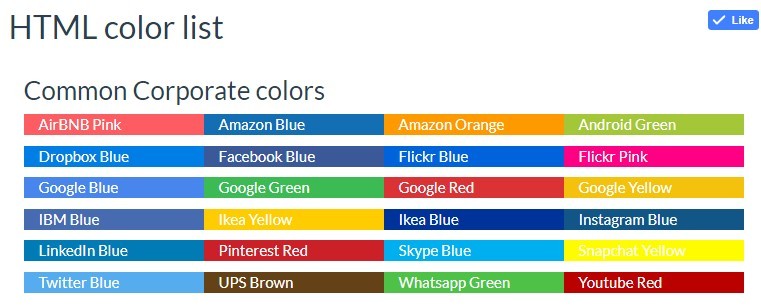 HTML color list
Like
Common Corporate colors
AirBNB Pink Amazon Blue Amazon Orange Android Green
Dropbox Blue Facebook Blue Flickr Blue Flickr Pink
Google Blue Google Green Google Red Google Yellow
IBM Blue Ikea Yellow Ikea Blue Instagram Blue
LinkedIn Blue Pinterest Red Skype Blue Snapchat Yellow
Twitter Blue UPS Brown Whatsapp Green Youtube Red